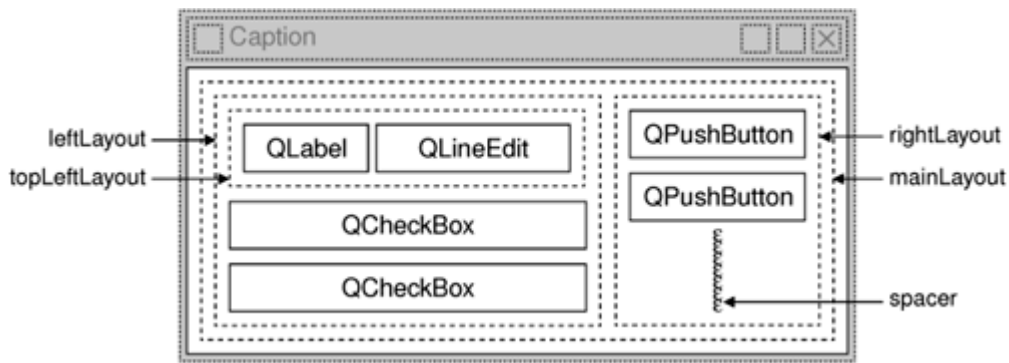 Caption
leftLayout
topLeftLayout
QLabel
QLineEdit
QCheckBox
QCheckBox
QPushButton
QPushButton
rightLayout
mainLayout
spacer